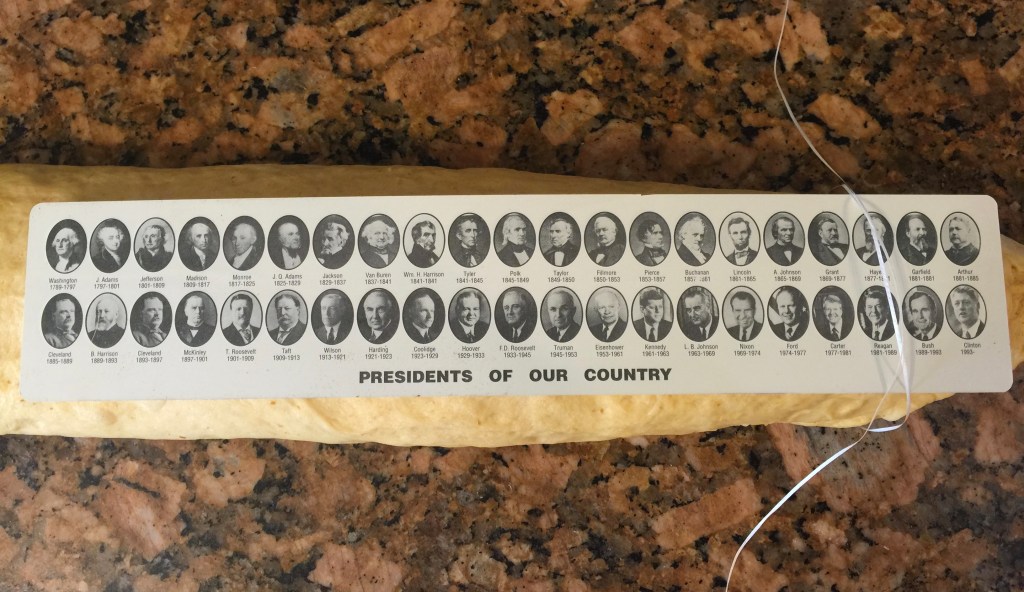 Washington J. Adams Jefferson Madison Monroe J. Q. Adams Jackson Van Buren Wm. H. Harrison Tyler Polk Taylor Fillmore Pierce Buchanan Lincoln A. Johnson Grant Hayes Garfield Arthur
1789-1797 1797-1801 1801-1809 1809-1817 1817-1825 1825-1829 1829-1837 1837-1841 1841-1841 1841-1845 1845-1849 1849-1850 1850-1853 1853-1857 1861-1865 1865-1869 1869-1877 1881-1881 1881-1885
Cleveland B. Harrison Cleveland McKinley T. Roosevelt Taft Wilson Harding Coolidge Hoover F.D. Roosevelt Truman Eisenhower Kennedy L. B. Johnson Nixon Ford Carter Reagan Bush Clinton
1885-1889 1889-1893 1893-1897 1897-1901 1901-1909 1909-1913 1913-1921 1921-1923 1923-1929 1929-1933 1933-1945 1945-1953 1953-1961 1961-1963 1963-1969 1969-1974 1974-1977 1977-1981 1981-1989 1989-1993 1993-
PRESIDENTS OF OUR COUNTRY